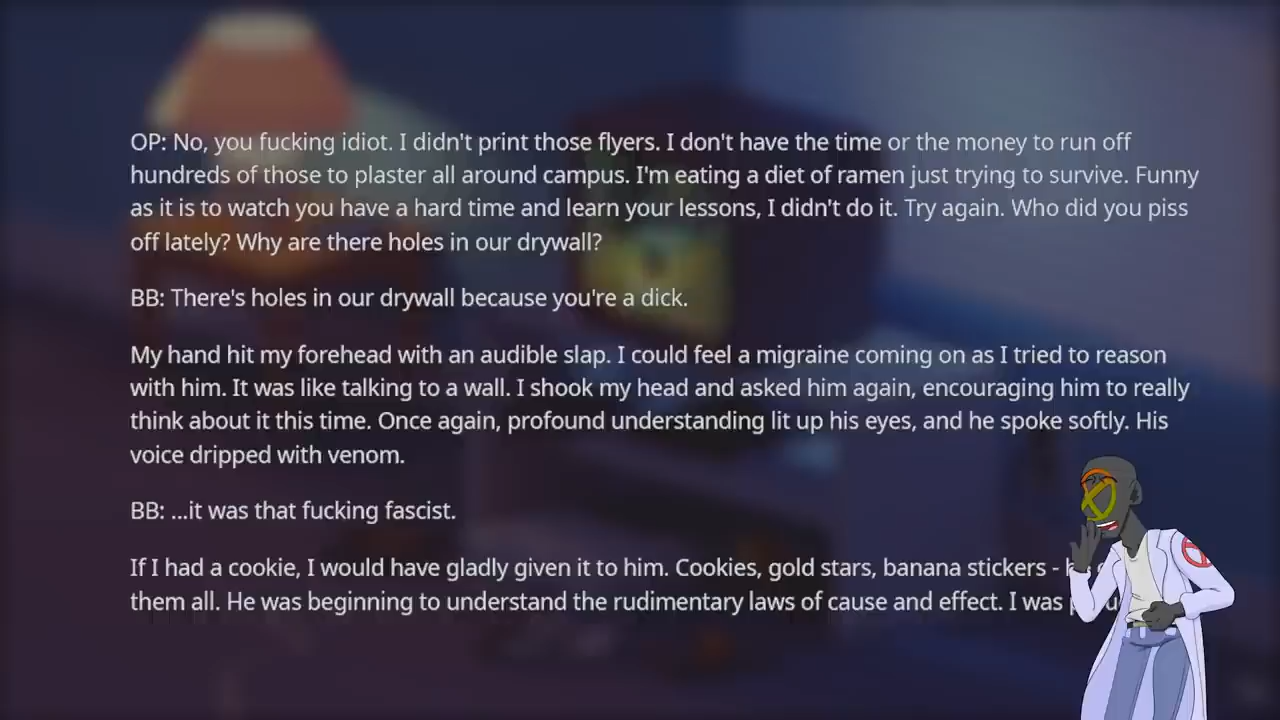 OP: No, you fucking idiot. I didn't print those flyers. I don't have the time or the money to run off
hundreds of those to plaster all around campus. I'm eating a diet of ramen just trying to survive. Funny
as it is to watch you have a hard time and learn your lessons, I didn't do it. Try again. Who did you piss
off lately? Why are there holes in our drywall?
BB: There's holes in our drywall because you're a dick.
My hand hit my forehead with an audible slap. I could feel a migraine coming on as I tried to reason
with him. It was like talking to a wall. I shook my head and asked him again, encouraging him to really
think about it this time. Once again, profound understanding lit up his eyes, and he spoke softly. His
voice dripped with venom.
BB: ...it was that fucking fascist.
If I had a cookie, I would have gladly given it to him. Cookies, gold stars, banana stickers -
them all. He was beginning to understand the rudimentary laws of cause and effect. I was